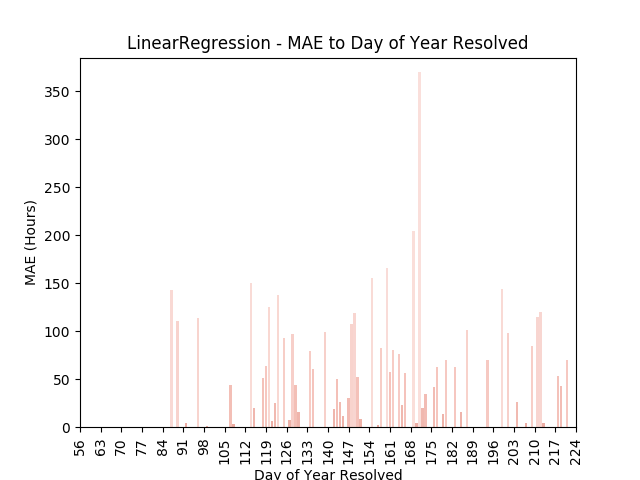 LinearRegression - MAE to Day of Year Resolved
MAE (Hours)
350
300
250
200
150
100
50
0
56 63 70 77 84 91 98 105 112 119 126 133 140 147 154 161 168 175 182 189 196 203 210 217 224
Day of Year Resolved